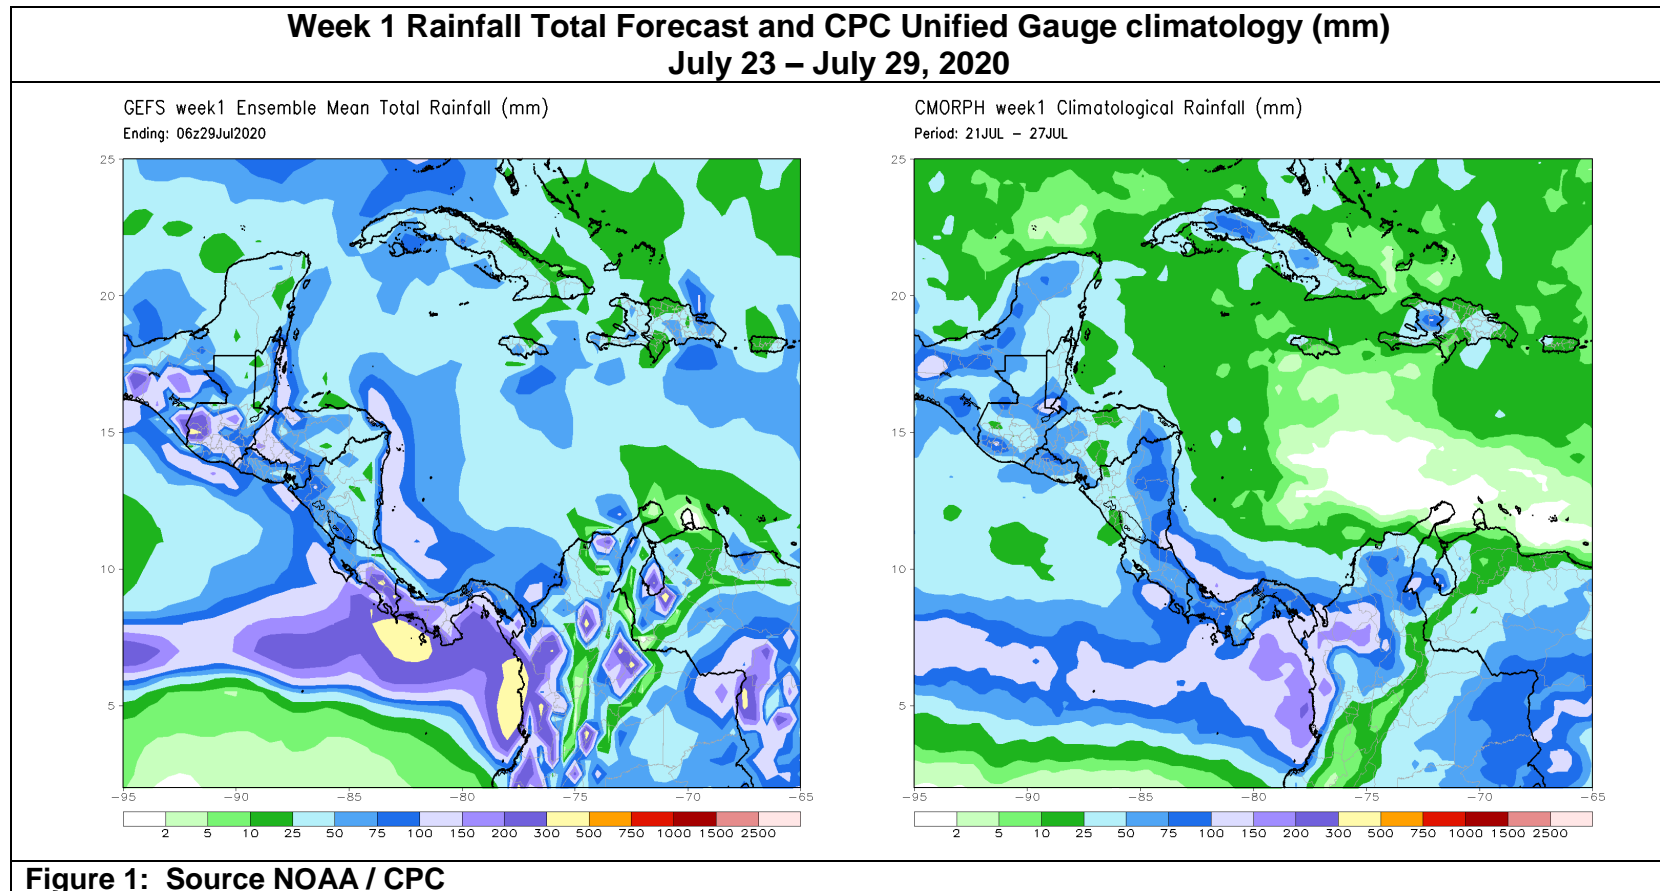 Week 1 Rainfall Total Forecast and CPC Unified Gauge climatology (mm)
July 23 – July 29, 2020
GEFS week1 Ensemble Mean Total Rainfall (mm)
Ending: 06z29Jul2020
CMORPH week1 Climatological Rainfall (mm)
Period: 21JUL – 27JUL
25
20
15
10
5
-95 -90 -85 -80 -75 -70 -65
2 5 10 25 50 75 100 150 200 300 500 750 1000 1500 2500
25
20
15
10
5
-95 -90 -85 -80 -75 -70 -65
2 5 10 25 50 75 100 150 200 300 500 750 1000 1500 2500
Figure 1: Source NOAA / CPC